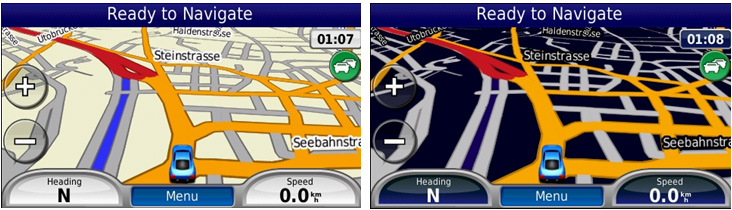 Ready to Navigate
Utobrücke
Haldenstrasse
01:07
Steinstrasse
Seebahnstra
Heading
N
Menu
Speed
0.0 km/h
Ready to Navigate
Haldenstrasse
01:08
Steinstrasse
Seebahnstra
Heading
N
Menu
Speed
0.0 km/h